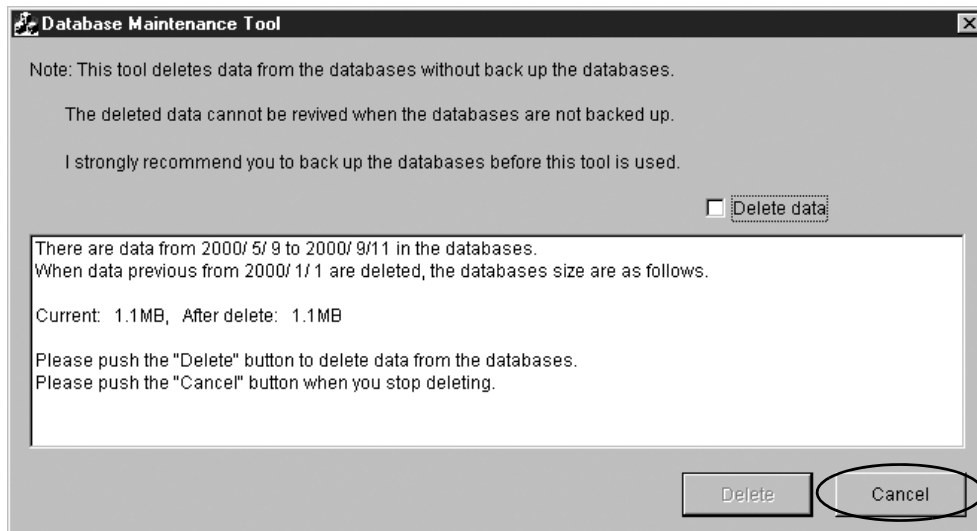 Database Maintenance Tool
Note: This tool deletes data from the databases without back up the databases.
The deleted data cannot be revived when the databases are not backed up.
I strongly recommend you to back up the databases before this tool is used.
Delete data
There are data from 2000/ 5/ 9 to 2000/ 9/11 in the databases.
When data previous from 2000/ 1/ 1 are deleted, the databases size are as follows.
Current: 1.1MB, After delete: 1.1MB
Please push the "Delete" button to delete data from the databases.
Please push the "Cancel" button when you stop deleting.
Delete Cancel